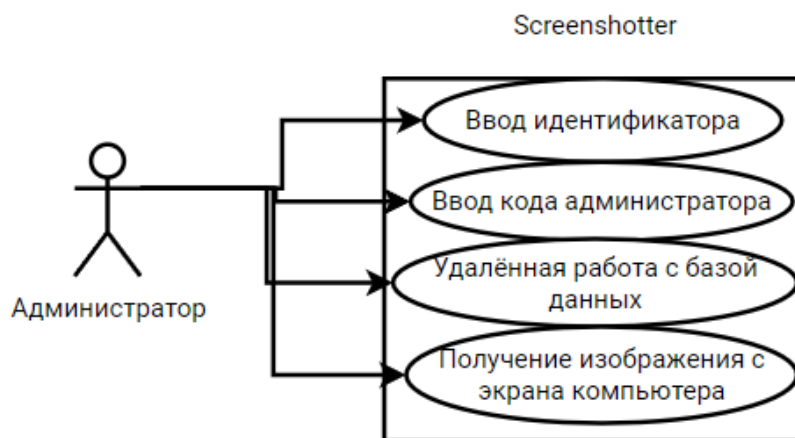 Screenshotter
Ввод идентификатора
Ввод кода администратора
Удалённая работа с базой
данных
Администратор
Получение изображения с
экрана компьютера